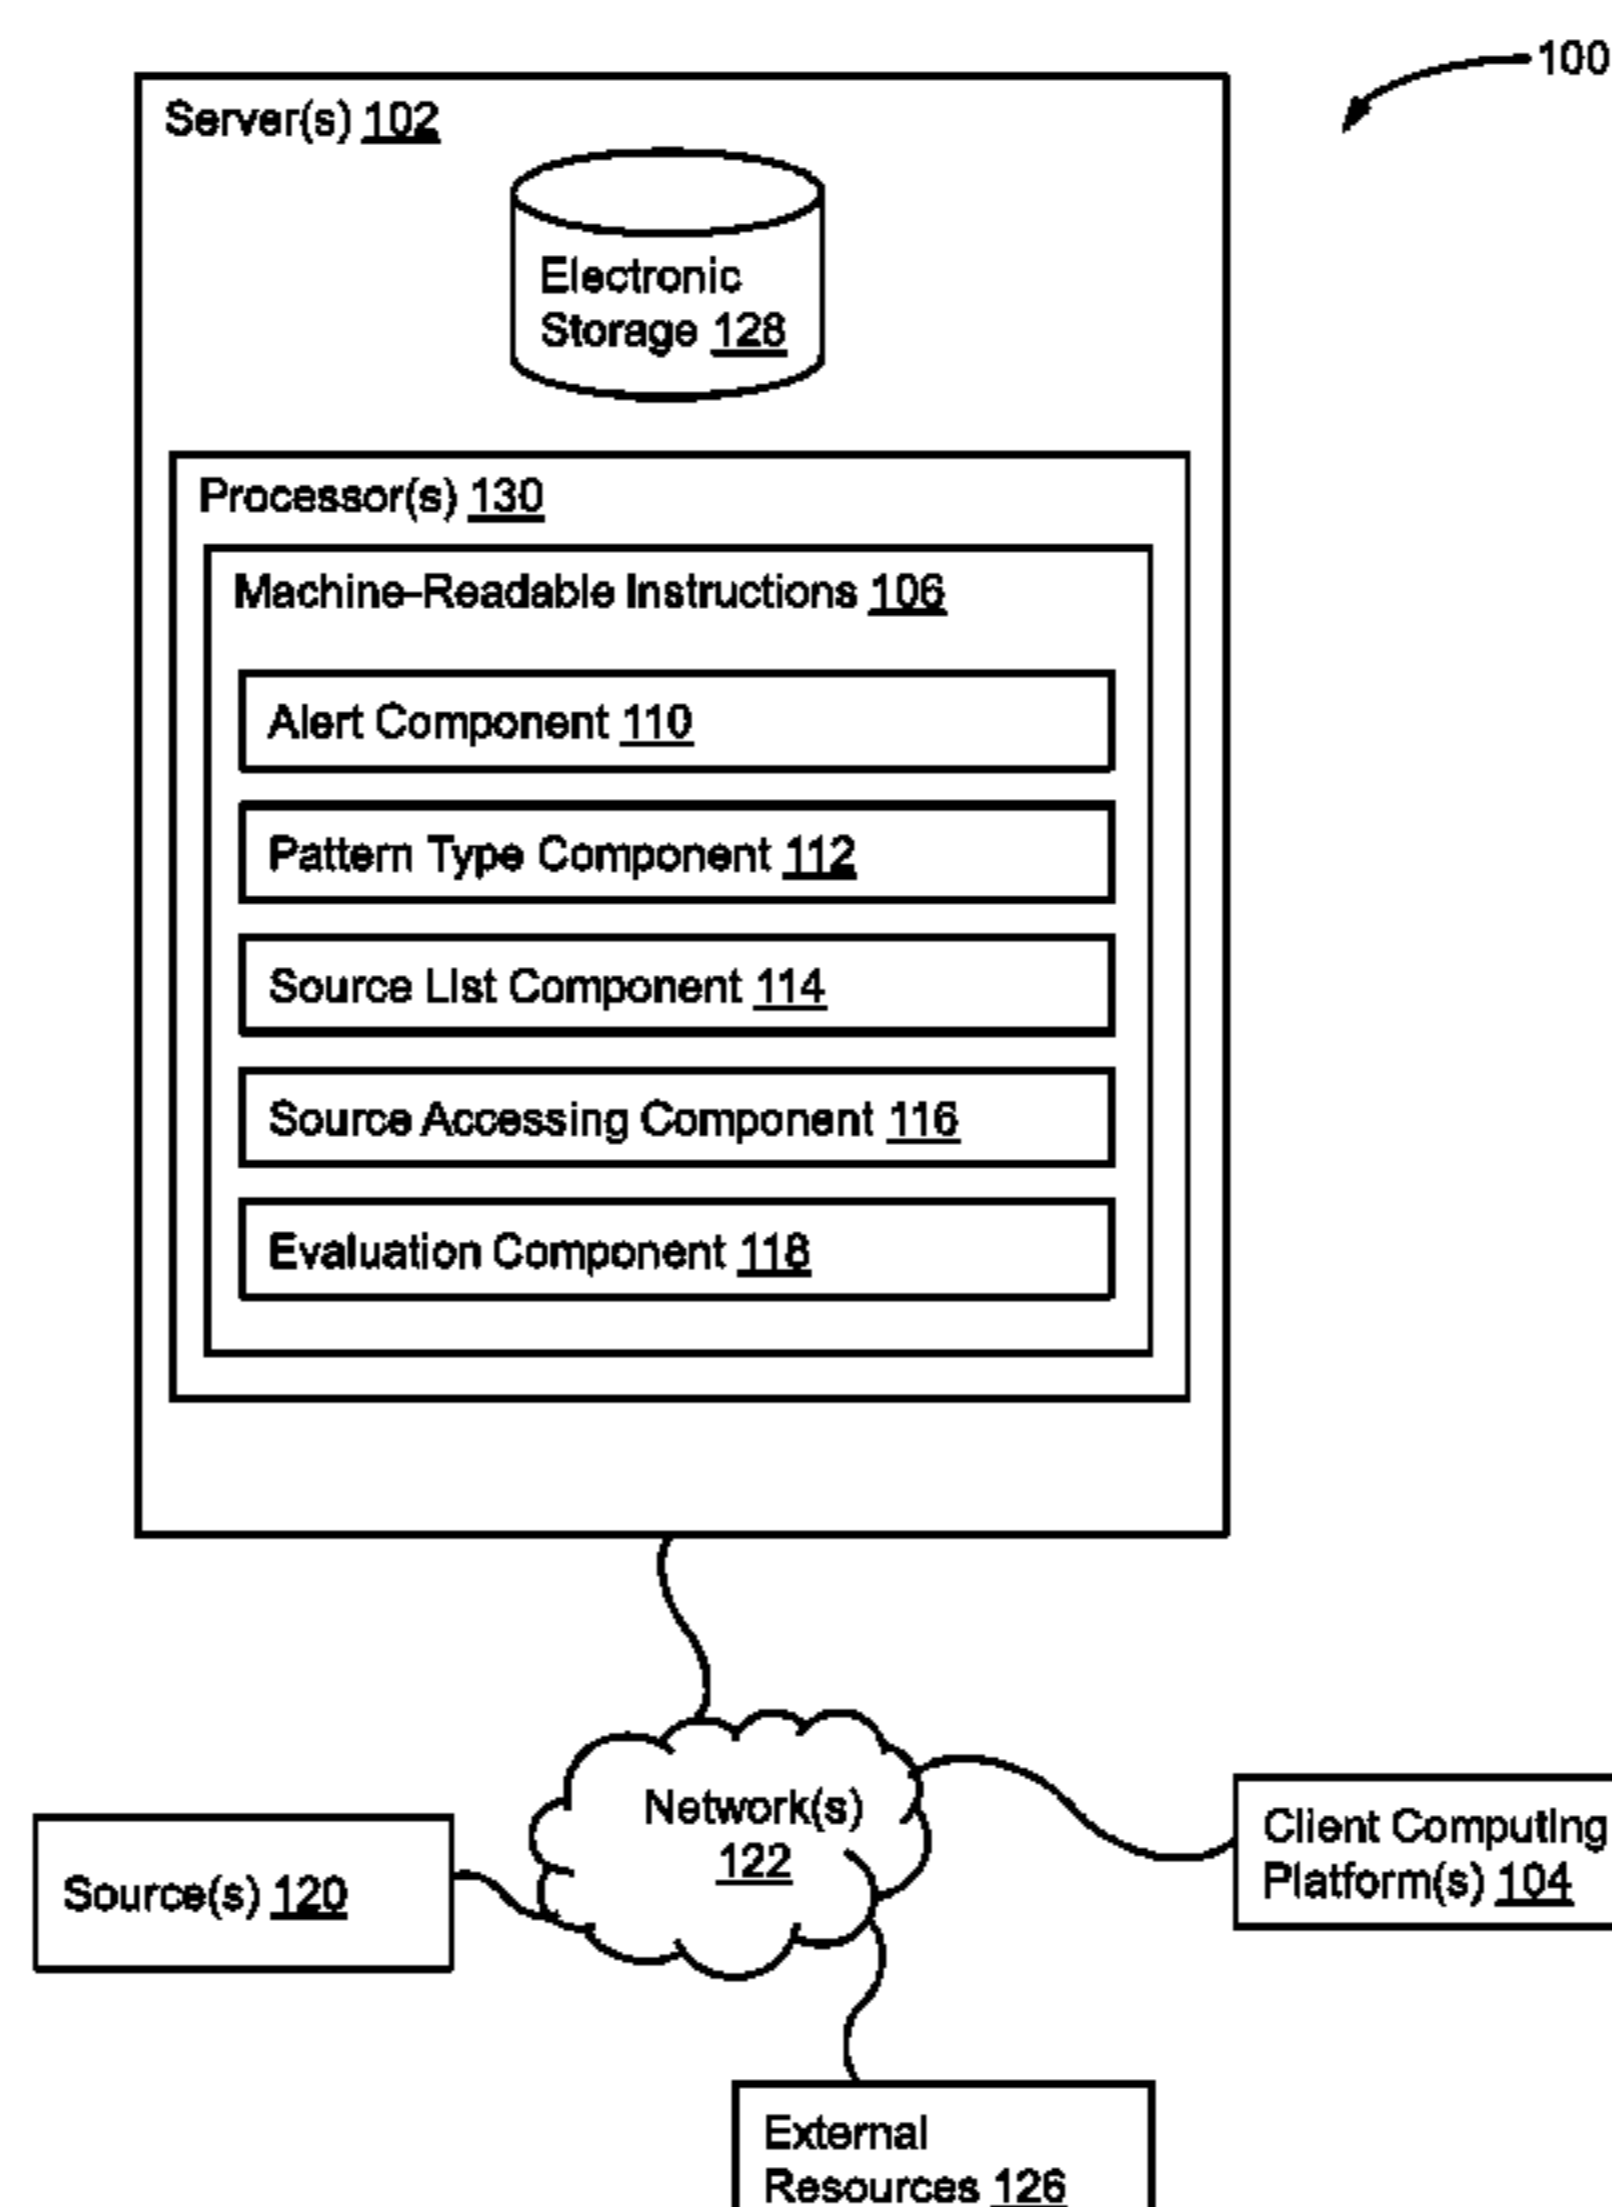 100
Server(s) 102
Electronic
Storage 128
Processor(s) 130
Machine-Readable Instructions 106
Alert Component 110
Pattern Type Component 112
Source List Component 114
Source Accessing Component 116
Evaluation Component 118
Network(s)
122
Client Computing
Platform(s) 104
Source(s) 120
External
Resources 126